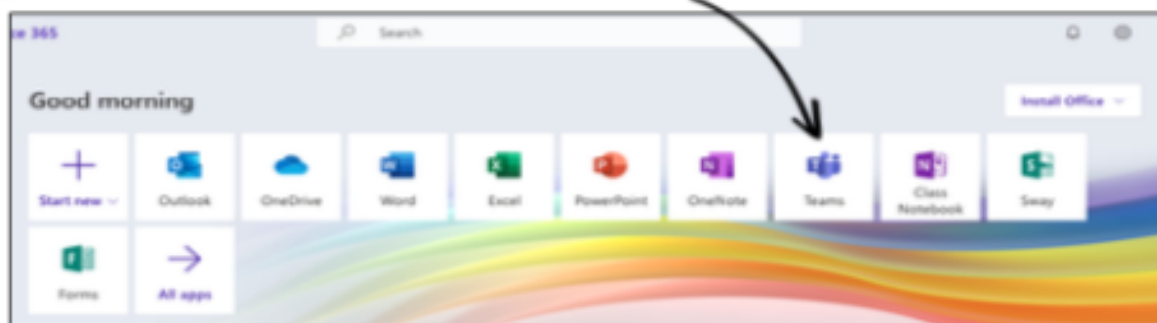 ce 365
Search
Good morning
Install Office
Start new
Outlook
OneDrive
Word
Excel
PowerPoint
OneNote
Teams
Class
Notebook
Sway
Forms
All apps